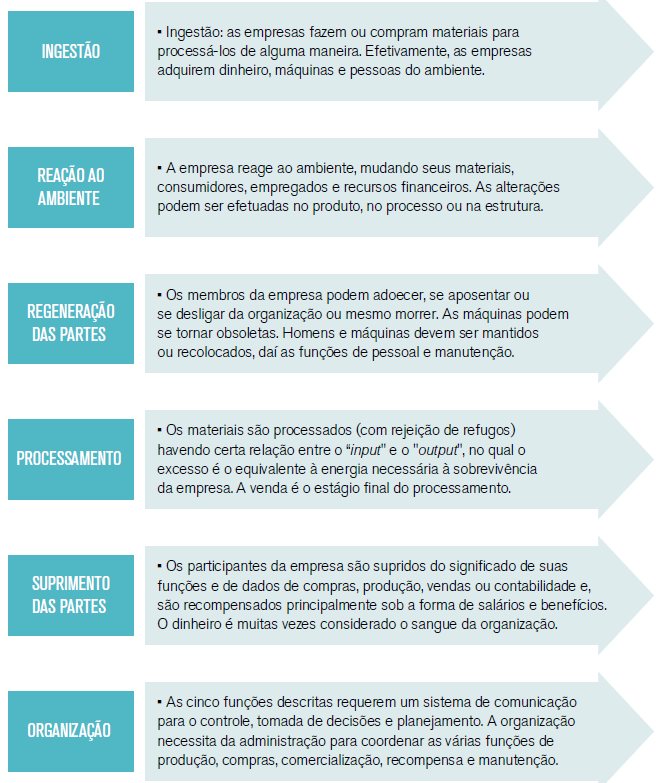 INGESTÃO
▪ Ingestão: as empresas fazem ou compram materiais para
processá-los de alguma maneira. Efetivamente, as empresas
adquirem dinheiro, máquinas e pessoas do ambiente.
REAÇÃO AO
AMBIENTE
▪ A empresa reage ao ambiente, mudando seus materiais,
consumidores, empregados e recursos financeiros. As alterações
podem ser efetuadas no produto, no processo ou na estrutura.
REGENERAÇÃO
DAS PARTES
▪ Os membros da empresa podem adoecer, se aposentar ou
se desligar da organização ou mesmo morrer. As máquinas podem
se tornar obsoletas. Homens e máquinas devem ser mantidos
ou recolocados, daí as funções de pessoal e manutenção.
PROCESSAMENTO
▪ Os materiais são processados (com rejeição de refugos)
havendo certa relação entre o “input" e o "output", no qual o
excesso é o equivalente à energia necessária à sobrevivência
da empresa. A venda é o estágio final do processamento.
SUPRIMENTO
DAS PARTES
▪ Os participantes da empresa são supridos do significado de suas
funções e de dados de compras, produção, vendas ou contabilidade e,
são recompensados principalmente sob a forma de salários e benefícios.
O dinheiro é muitas vezes considerado o sangue da organização.
ORGANIZAÇÃO
▪ As cinco funções descritas requerem um sistema de comunicação
para o controle, tomada de decisões e planejamento. A organização
necessita da administração para coordenar as várias funções de
produção, compras, comercialização, recompensa e manutenção.